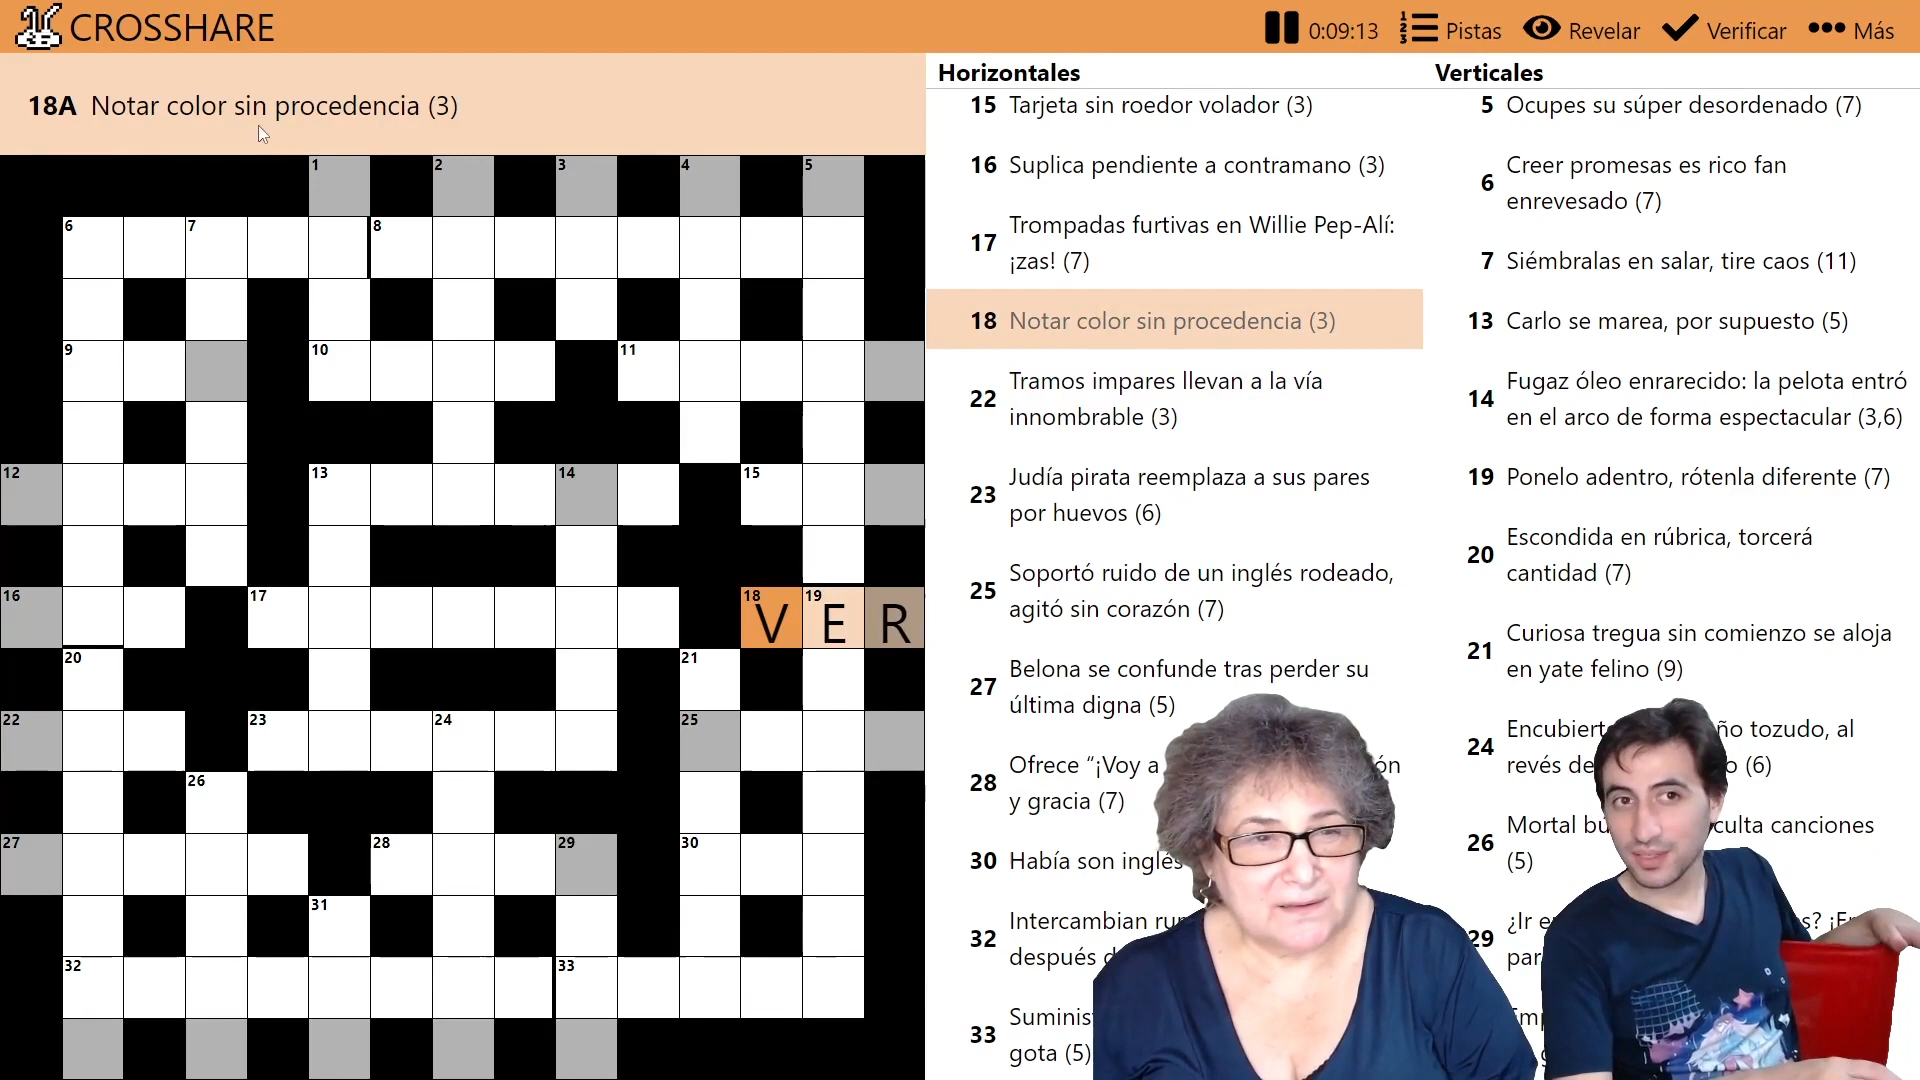 CROSSHARE
0:09:13
Pistas
Revelar
Verificar
Más
18A Notar color sin procedencia (3)
1 2 3 4 5
6 7 8
9 10 11
12 13 14 15
16 17 18 19
V E R
20 21
22 23 24 25
26
27 28 29 30
31
32 33
Horizontales
15 Tarjeta sin roedor volador (3)
16 Suplica pendiente a contramano (3)
17 Trompadas furtivas en Willie Pep-Alí:
¡zas! (7)
18 Notar color sin procedencia (3)
22 Tramos impares llevan a la vía
innombrable (3)
23 Judía pirata reemplaza a sus pares
por huevos (6)
25 Soportó ruido de un inglés rodeado,
agitó sin corazón (7)
27 Belona se confunde tras perder su
última digna (5)
28 Ofrece “¡Voy a
y gracia (7)
30 Había son inglés
32 Intercambian
después
33
gota (5)
Verticales
5 Ocupes su súper desordenado (7)
6 Creer promesas es rico fan
enrevesado (7)
7 Siémbralas en salar, tire caos (11)
13 Carlo se marea, por supuesto (5)
14 Fugaz óleo enrarecido: la pelota entró
en el arco de forma espectacular (3,6)
19 Ponelo adentro, rótenla diferente (7)
20 Escondida en rúbrica, torcerá
cantidad (7)
21 Curiosa tregua sin comienzo se aloja
en yate felino (9)
24 tozudo, al
revés (6)
26 Mortal canciones
(5)
29 ¿Ir